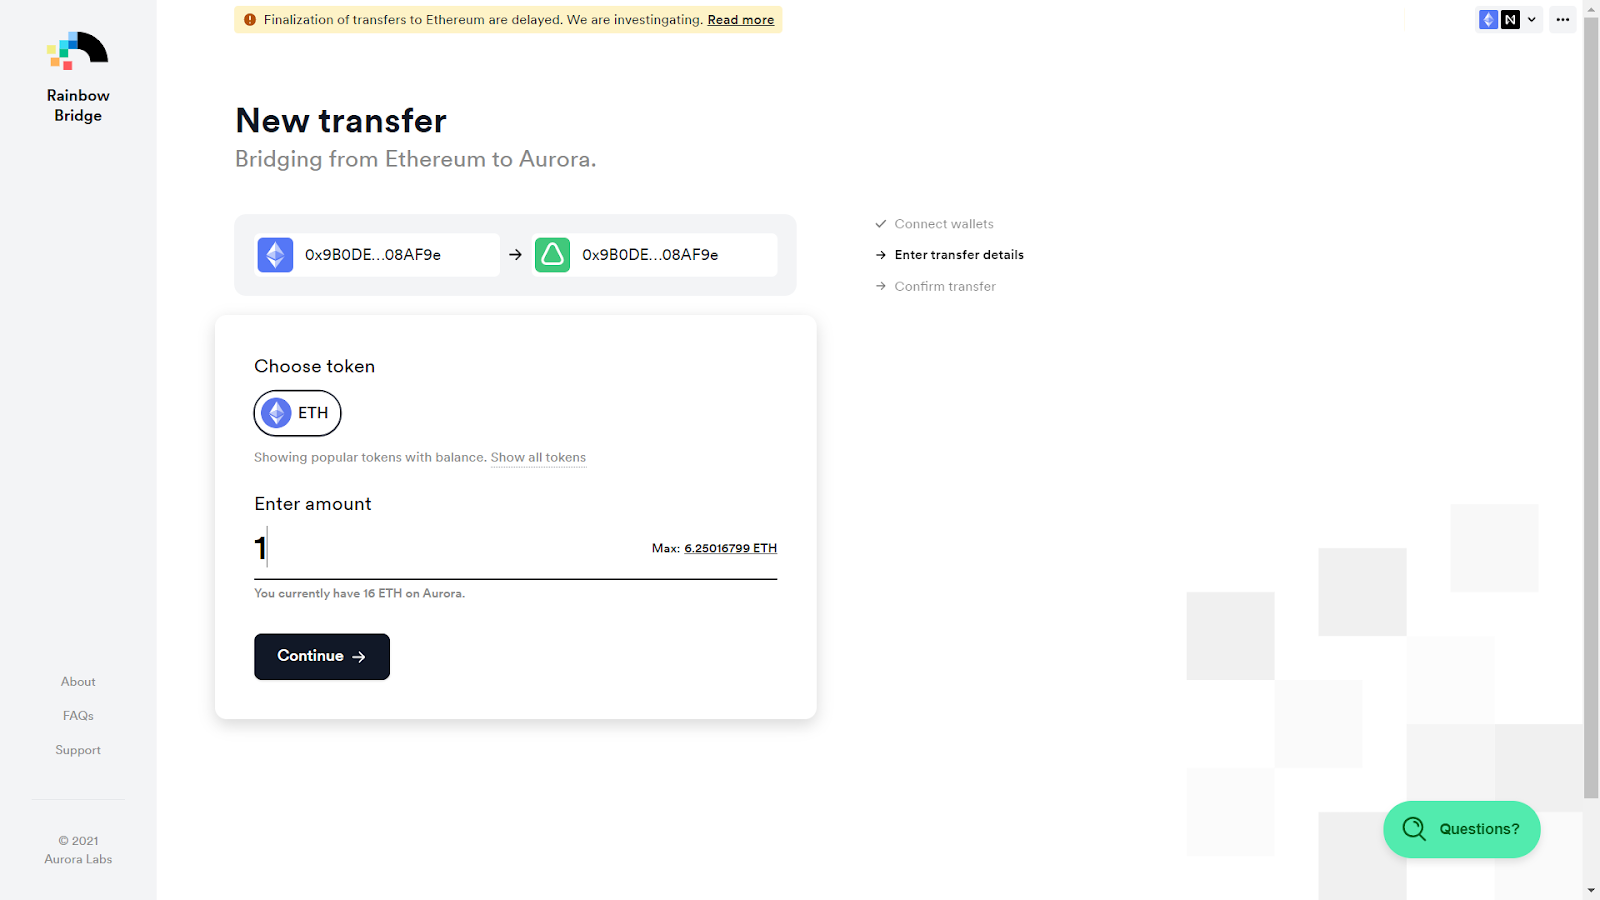 Finalization of transfers to Ethereum are delayed. We are investingating. Read more
Rainbow
Bridge
New transfer
Bridging from Ethereum to Aurora.
0x9B0DE...08AF9e → 0x9B0DE...08AF9e
Connect wallets
Enter transfer details
Confirm transfer
Choose token
ETH
Showing popular tokens with balance. Show all tokens
Enter amount
1
Max: 6.25016799 ETH
You currently have 16 ETH on Aurora.
Continue →
About
FAQs
Support
© 2021
Aurora Labs
Questions?